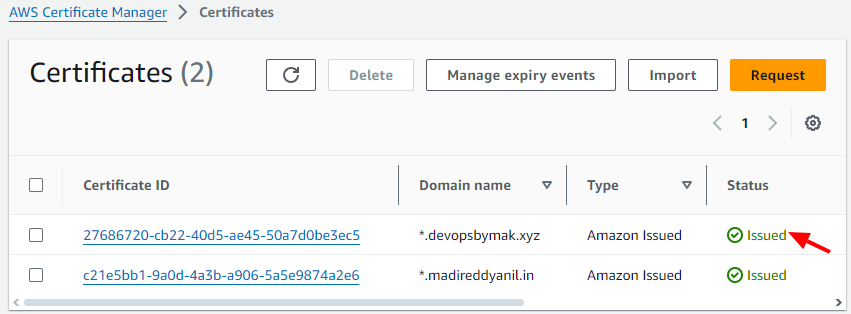 AWS Certificate Manager > Certificates
Certificates (2)
Delete
Manage expiry events
Import
Request
1
Certificate ID Domain name Type Status
27686720-cb22-40d5-ae45-50a7d0be3ec5 *.devopsbymak.xyz Amazon Issued Issued
c21e5bb1-9a0d-4a3b-a906-5a5e9874a2e6 *.madireddyanil.in Amazon Issued Issued